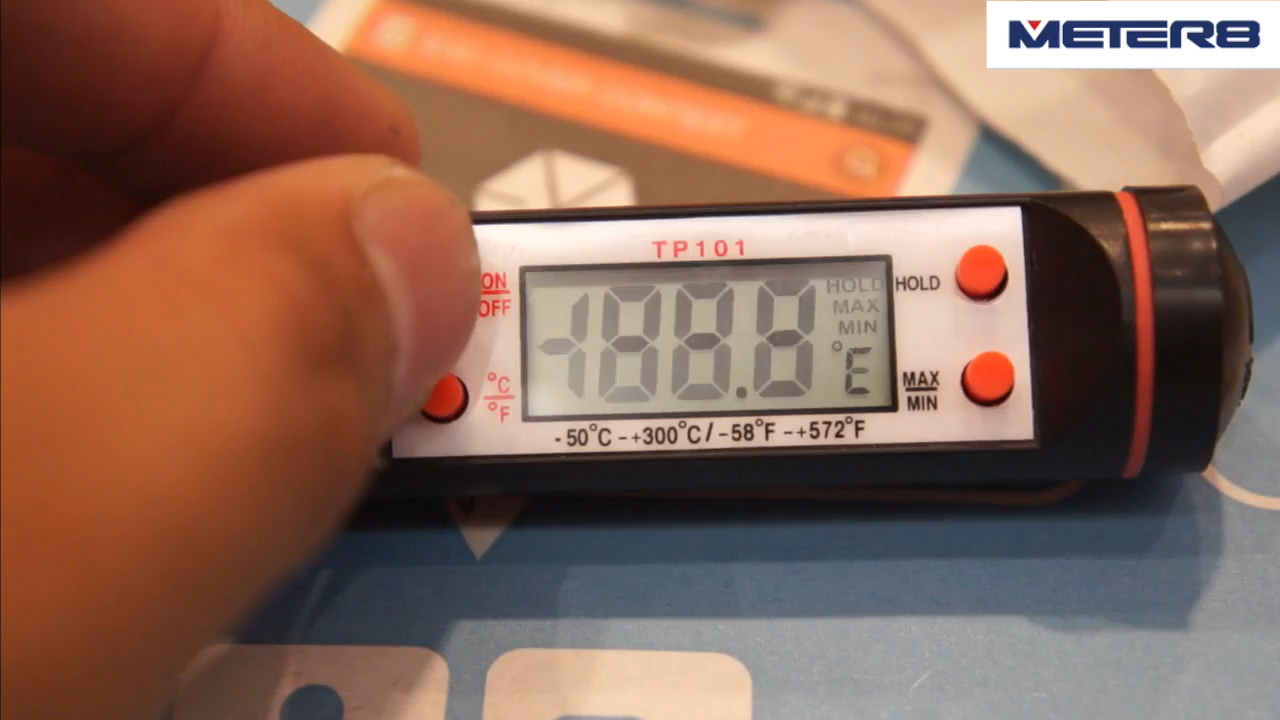 METER8
TP101
ON
OFF
HOLD
MAX
MIN
-188.8 °E
HOLD
°C
°F
MAX
MIN
-50°C -+300°C / -58°F -+572°F